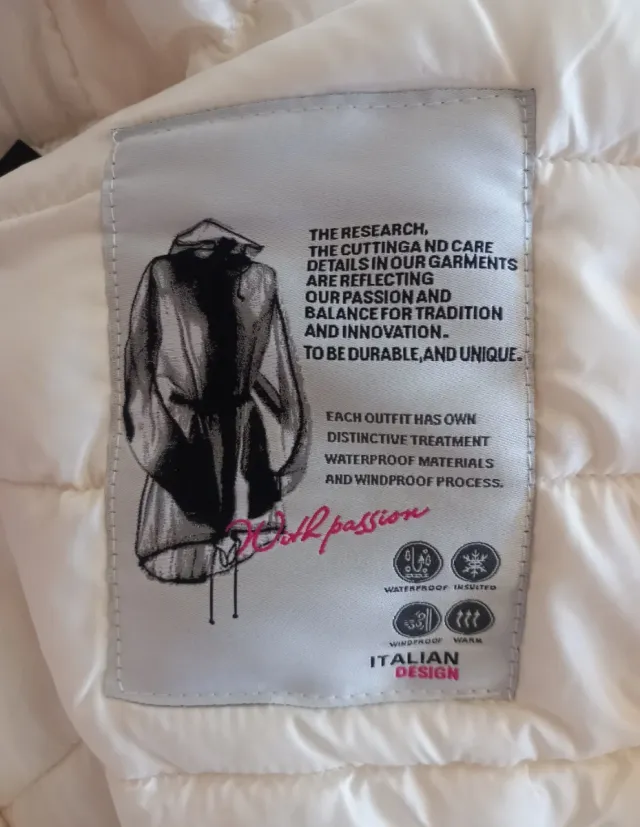 THE RESEARCH,
THE CUTTINGA ND CARE
DETAILS IN OUR GARMENTS
ARE REFLECTING
OUR PASSION AND
BALANCE FOR TRADITION
AND INNOVATION.
TO BE DURABLE, AND UNIQUE.
EACH OUTFIT HAS OWN
DISTINCTIVE TREATMENT
WATERPROOF MATERIALS
AND WINDPROOF PROCESS.
With passion
WATERPROOF INSULTED
WINDPROOF WARM
ITALIAN
DESIGN